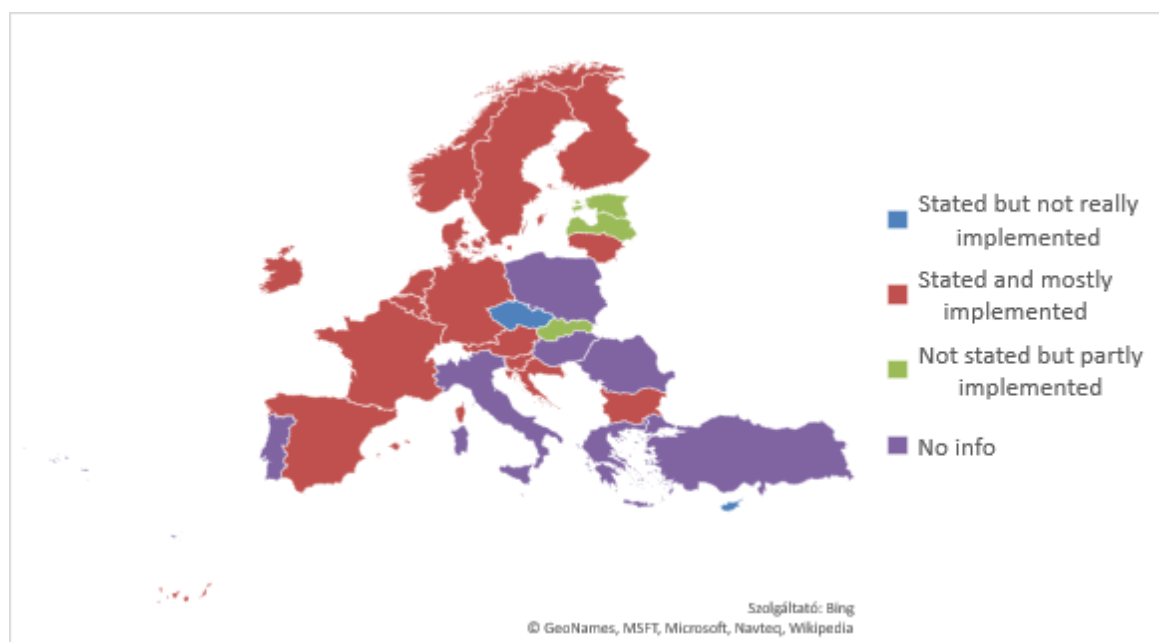 Stated but not really
implemented
Stated and mostly
implemented
Not stated but partly
implemented
No info
Szolgáltató: Bing
© GeoNames, MSFT, Microsoft, Navteq, Wikipedia